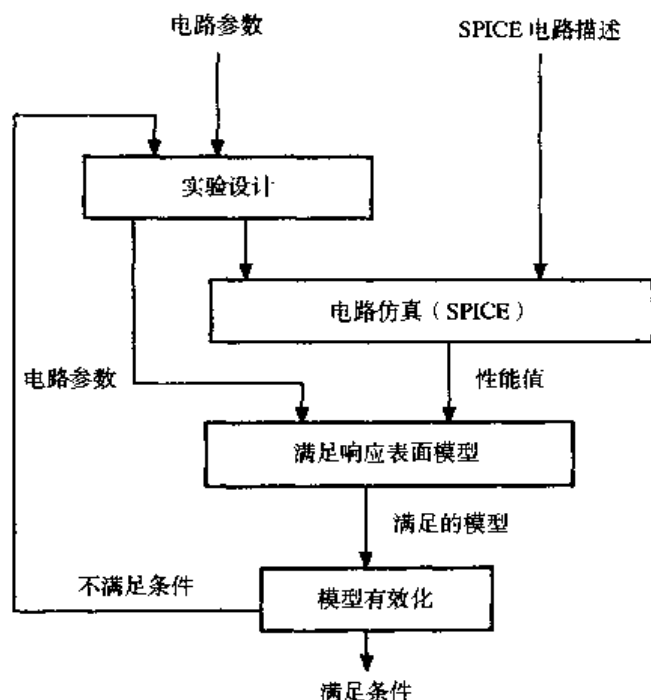 电路参数
SPICE 电路描述
实验设计
电路仿真（SPICE）
电路参数
性能值
满足响应表面模型
满足的模型
不满足条件
模型有效化
满足条件